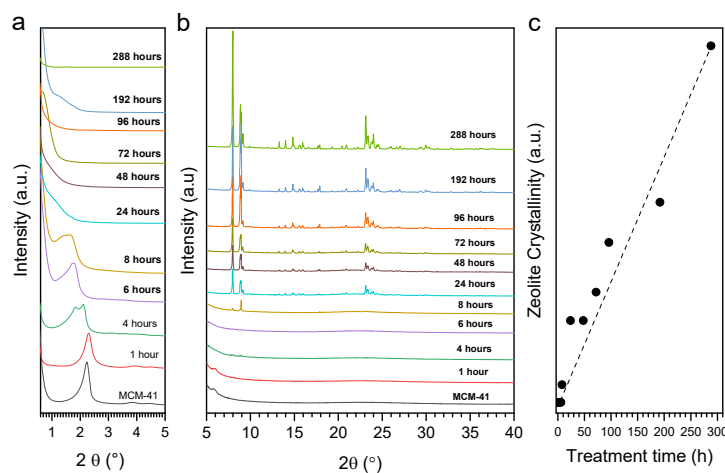 a
288 hours
192 hours
96 hours
72 hours
48 hours
24 hours
8 hours
6 hours
4 hours
1 hour
MCM-41
Intensity (a.u.)
1 2 3 4 5
2 θ (°)
b
288 hours
192 hours
96 hours
72 hours
48 hours
24 hours
8 hours
6 hours
4 hours
1 hour
MCM-41
Intensity (a.u)
5 10 15 20 25 30 35 40
2θ (°)
c
Zeolite Crystallinity (a.u.)
0 50 100 150 200 250 300
Treatment time (h)